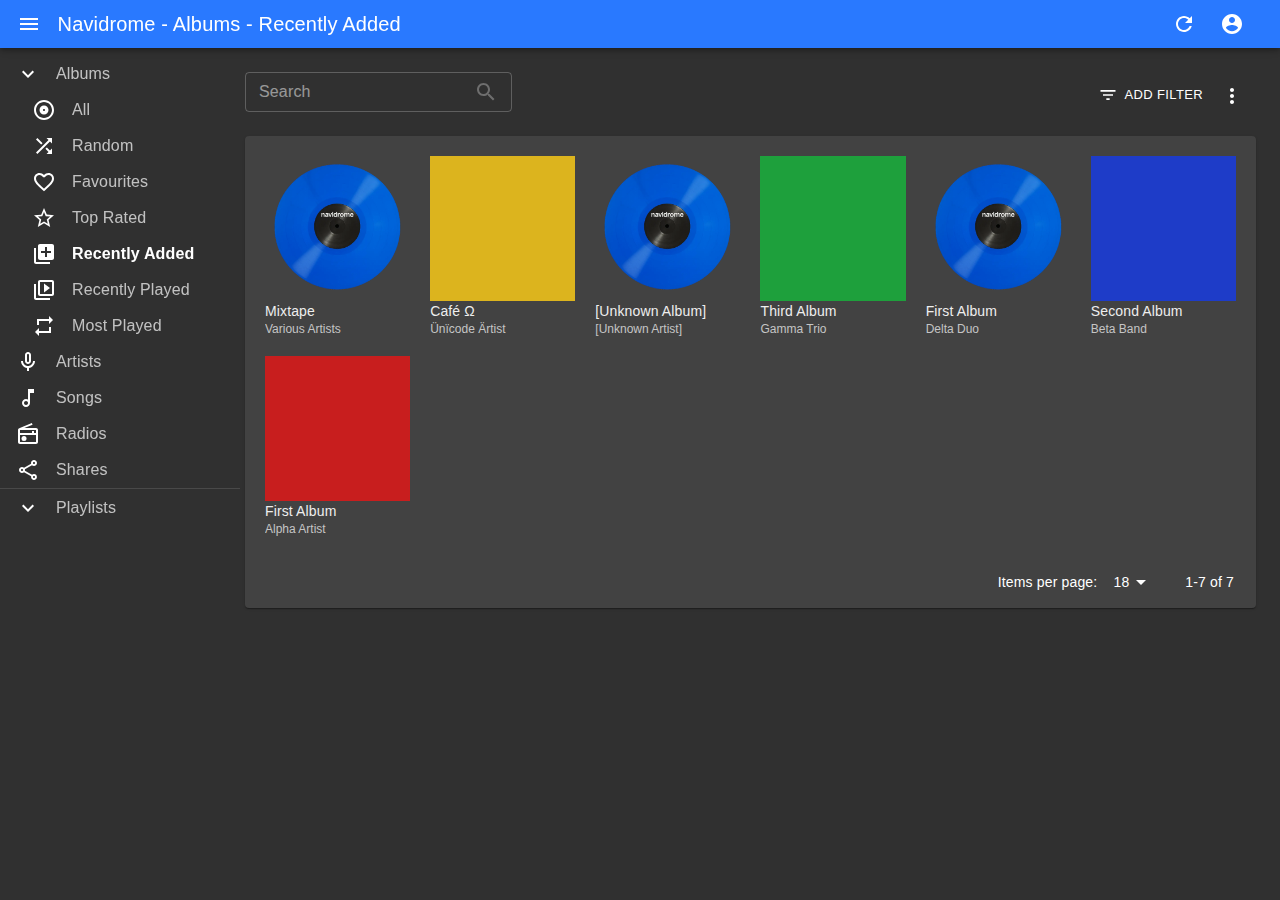 Navidrome - Albums - Recently Added
Albums
All
Random
Favourites
Top Rated
Recently Added
Recently Played
Most Played
Artists
Songs
Radios
Shares
Playlists
Search
ADD FILTER
navidrome
navidrome
navidrome
Mixtape
Various Artists
Café Ω
Ünïcode Ärtist
[Unknown Album]
[Unknown Artist]
Third Album
Gamma Trio
First Album
Delta Duo
Second Album
Beta Band
First Album
Alpha Artist
Items per page: 18 1-7 of 7